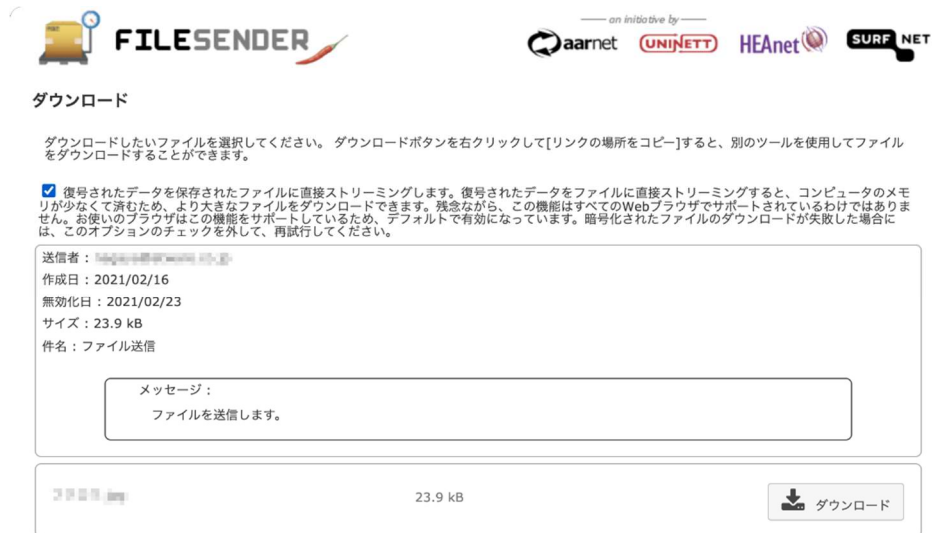 FILESENDER
an initiative by
aarnet UNINETT HEAnet SURF NET
ダウンロード
ダウンロードしたいファイルを選択してください。 ダウンロードボタンを右クリックして[リンクの場所をコピー]すると、別のツールを使用してファイル
をダウンロードすることができます。
復号されたデータを保存されたファイルに直接ストリーミングします。復号されたデータをファイルに直接ストリーミングすると、コンピュータのメモ
リが少なくて済むため、より大きなファイルをダウンロードできます。残念ながら、この機能はすべてのWebブラウザでサポートされているわけではありま
せん。お使いのブラウザはこの機能をサポートしているため、デフォルトで有効になっています。暗号化されたファイルのダウンロードが失敗した場合に
は、このオプションのチェックを外して、再試行してください。
送信者 :
作成日 : 2021/02/16
無効化日 : 2021/02/23
サイズ : 23.9 kB
件名 : ファイル送信
メッセージ :
ファイルを送信します。
23.9 kB
ダウンロード